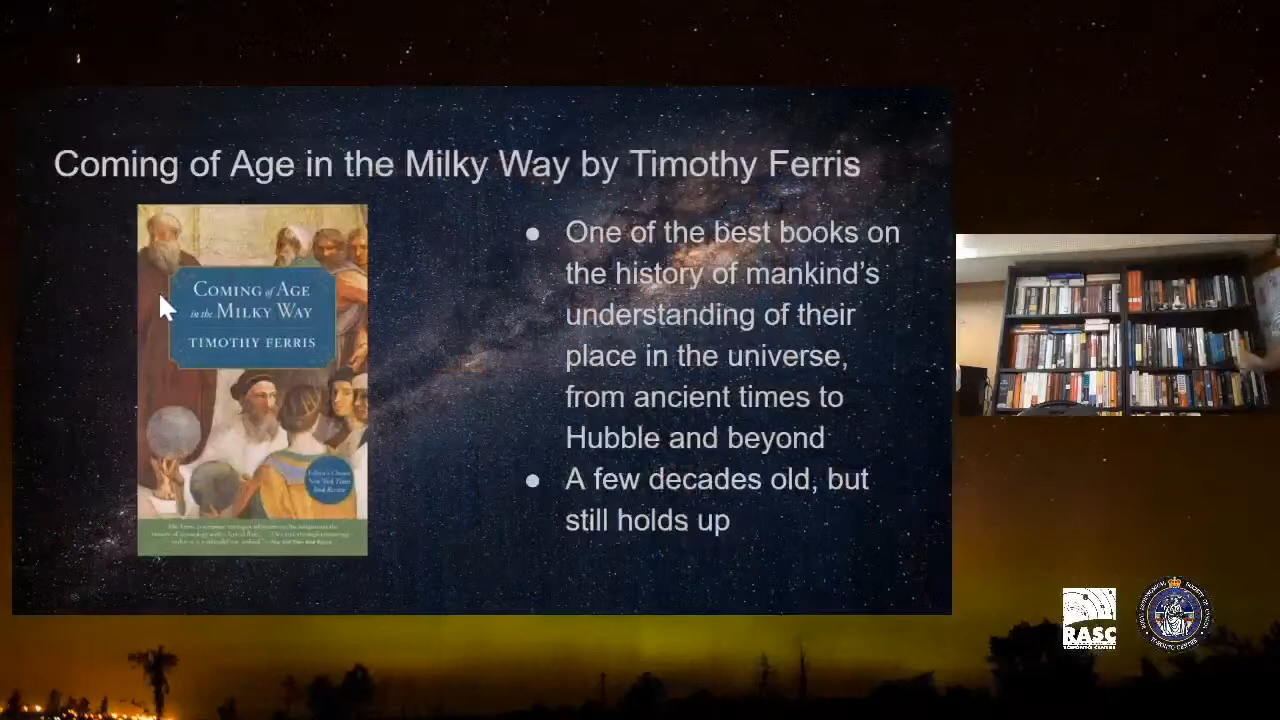 Coming of Age in the Milky Way by Timothy Ferris
COMING of AGE
in the MILKY WAY
TIMOTHY FERRIS
● One of the best books on
the history of mankind’s
understanding of their
place in the universe,
from ancient times to
Hubble and beyond
● A few decades old, but
still holds up
RASC
TORONTO CENTRE